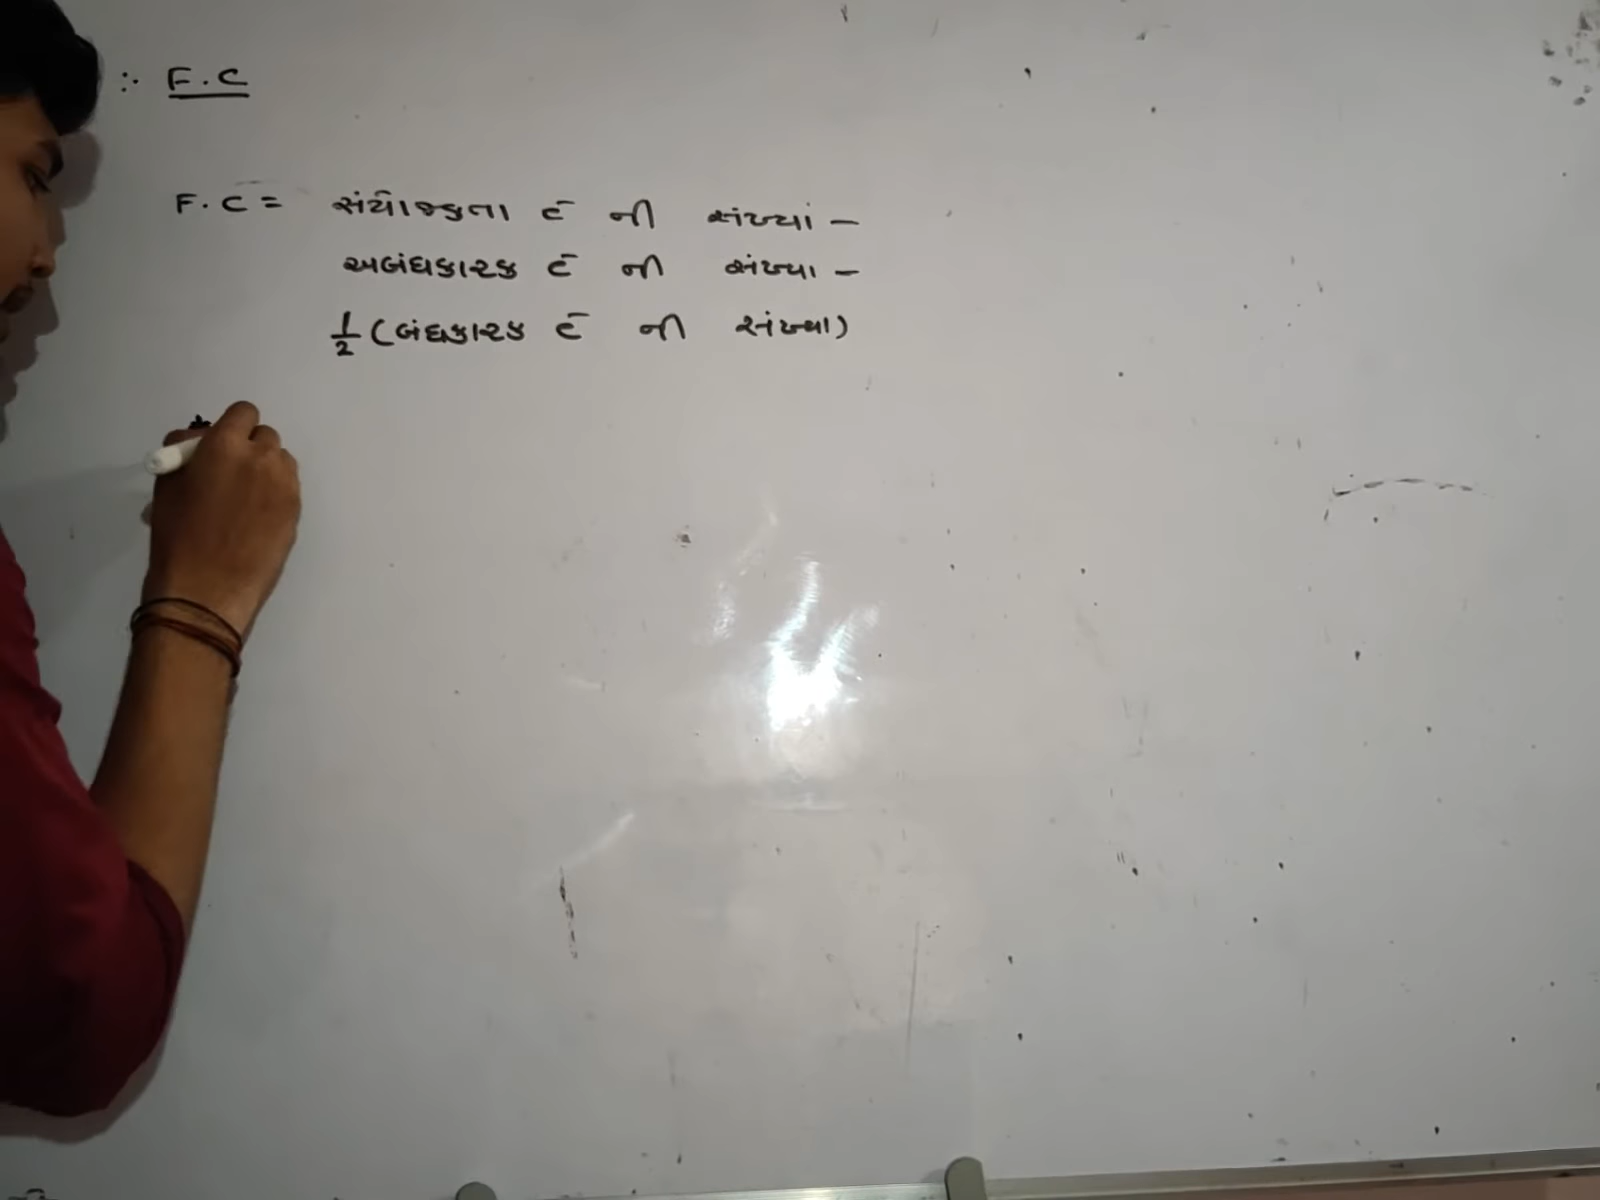 :- F.C
F.C = સંયોજકતા e⁻ ની સંખ્યાં -
અબંધકારક e⁻ ની સંખ્યા -
1/2 (બંધકારક e⁻ ની સંખ્યા)